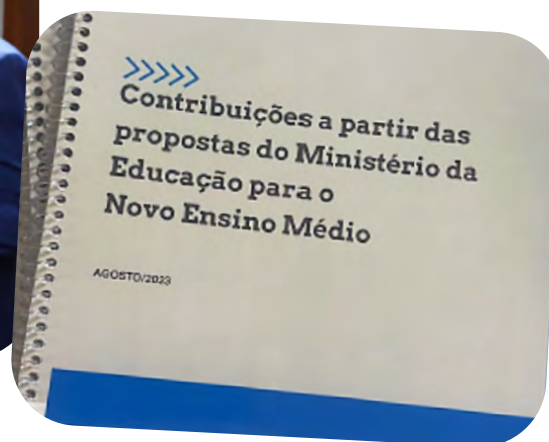 Contribuições a partir das
propostas do Ministério da
Educação para o
Novo Ensino Médio
AGOSTO/2023